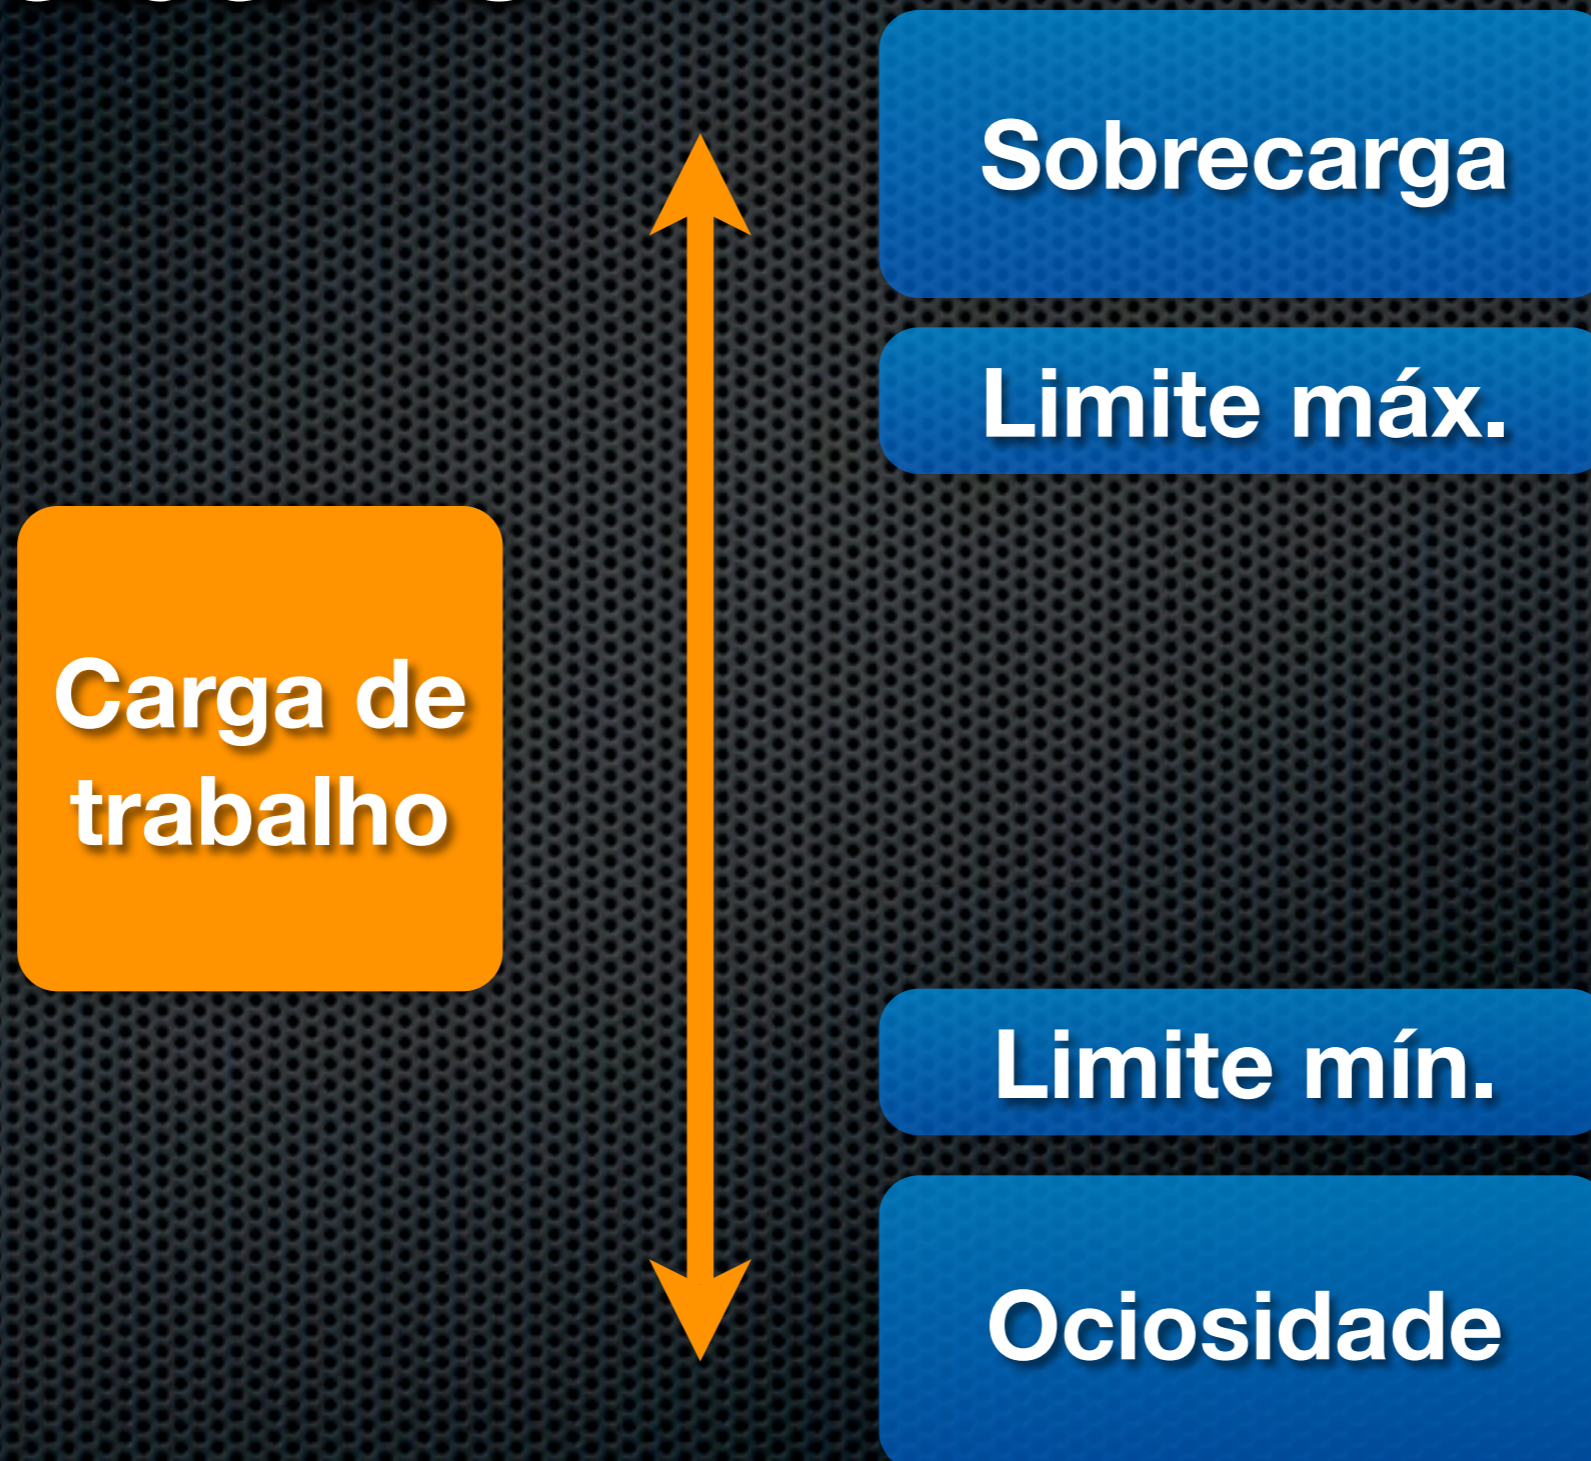 Sobrecarga
Limite máx.
Carga de
trabalho
Limite mín.
Ociosidade